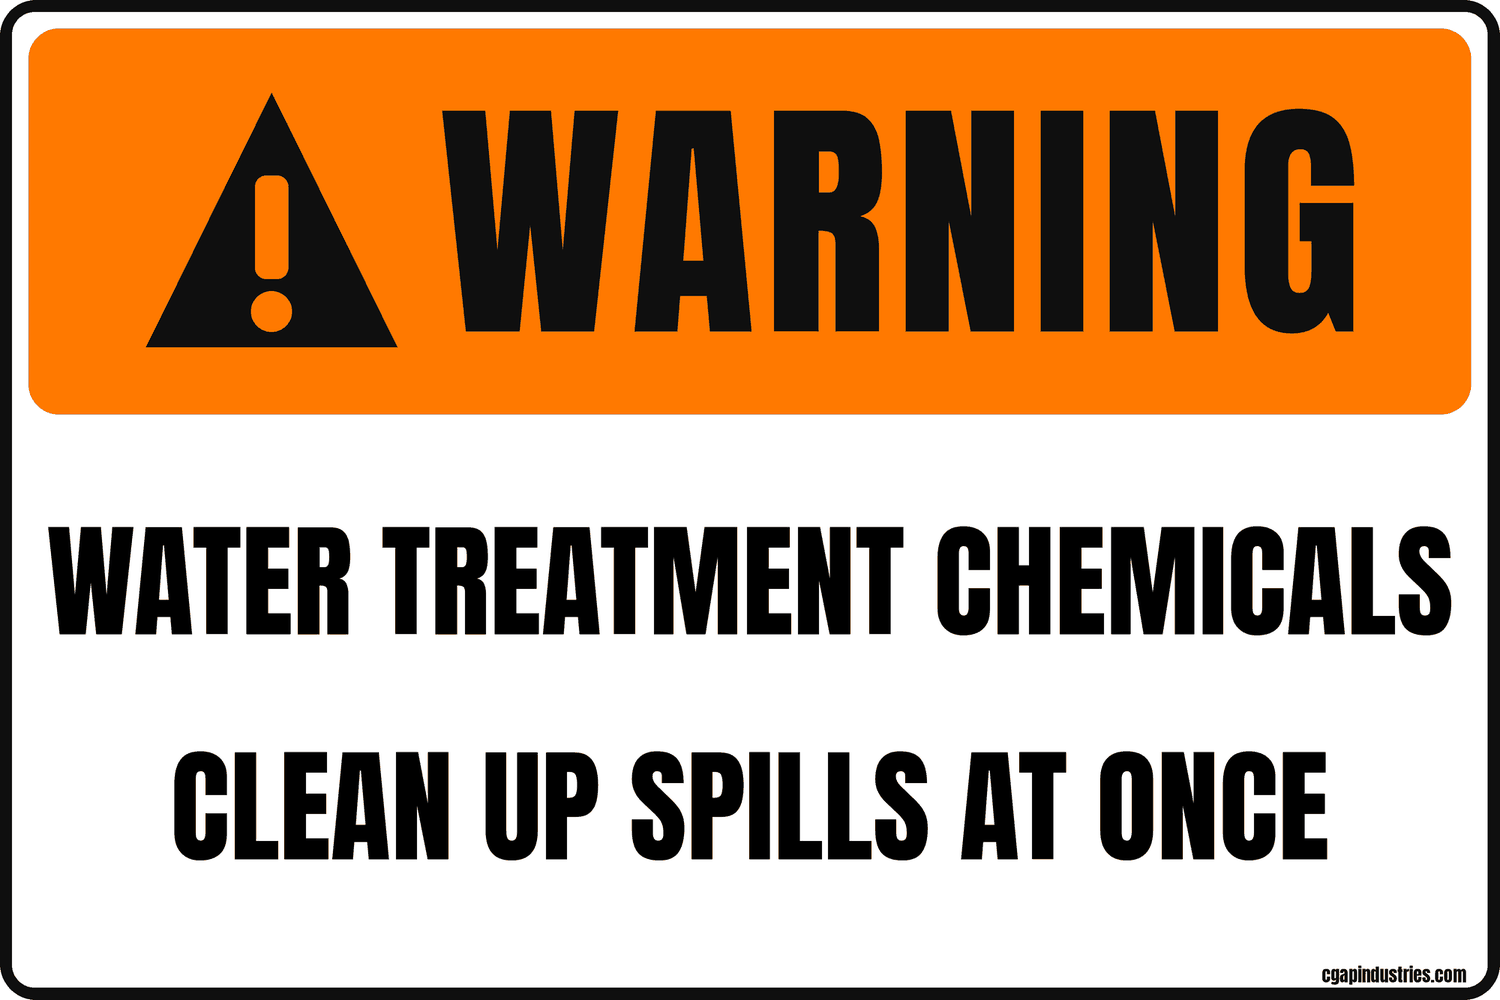 WARNING
WATER TREATMENT CHEMICALS
CLEAN UP SPILLS AT ONCE
cgapindustries.com